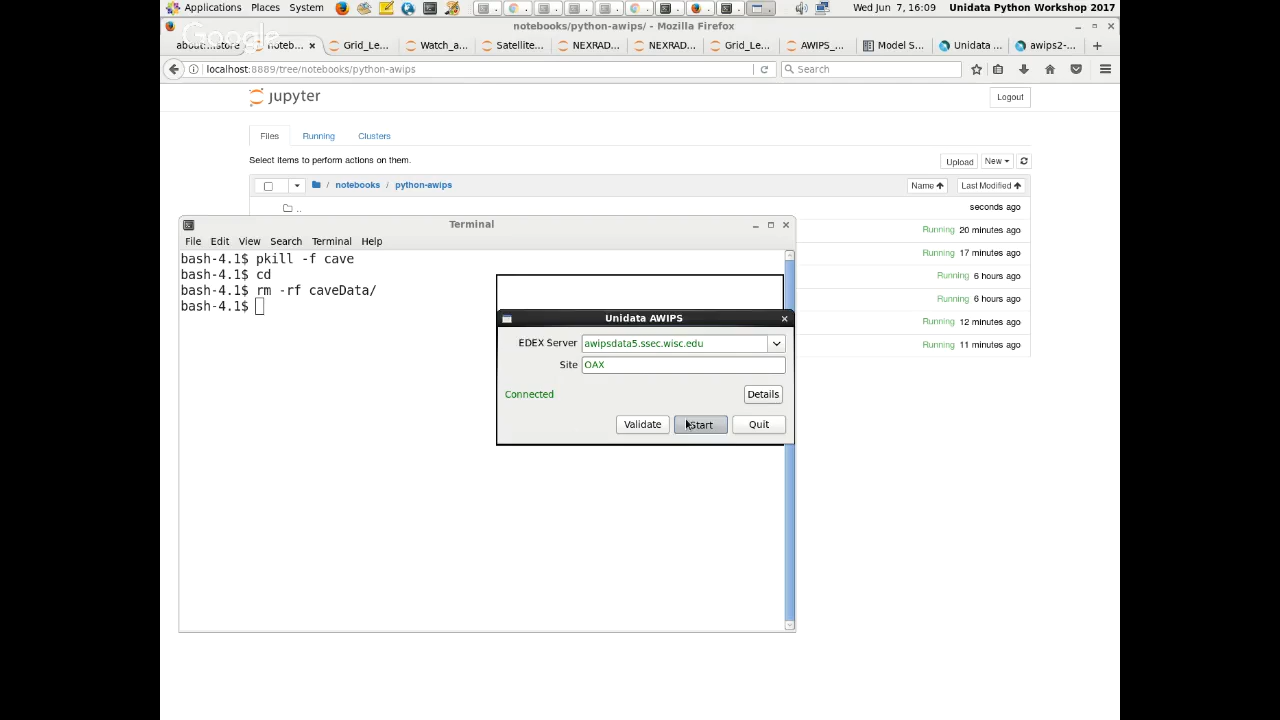 Applications Places System Wed Jun 7, 16:09 Unidata Python Workshop 2017
notebooks/python-awips/ - Mozilla Firefox
Google
noteb... Grid_Le... Watch_a... Satellite... NEXRAD... NEXRAD... Grid_Le... AWIPS_... Model S... Unidata ... awips2-...
localhost:8889/tree/notebooks/python-awips Search
jupyter Logout
Files Running Clusters
Select items to perform actions on them. Upload New
/ notebooks / python-awips Name Last Modified
.. seconds ago
Running 20 minutes ago
Running 17 minutes ago
Running 6 hours ago
Running 6 hours ago
Running 12 minutes ago
Running 11 minutes ago
Terminal
File Edit View Search Terminal Help
bash-4.1$ pkill -f cave
bash-4.1$ cd
bash-4.1$ rm -rf caveData/
bash-4.1$
Unidata AWIPS
EDEX Server awipsdata5.ssec.wisc.edu
Site OAX
Connected Details
Validate Start Quit